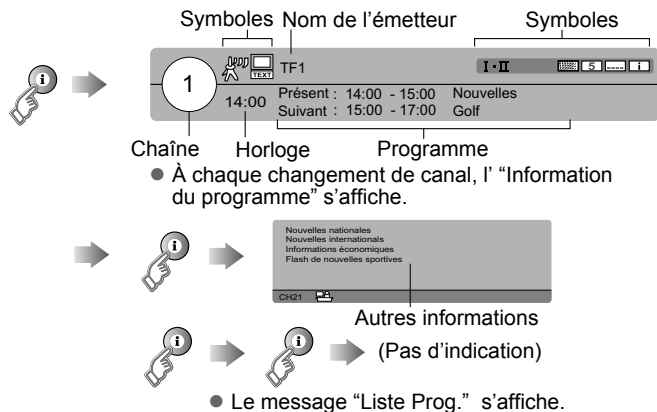 Symboles Nom de l’émetteur Symboles
TEXT TF1 I·II 5 ---- i
i 1
14:00 Présent : 14:00 - 15:00 Nouvelles
Suivant : 15:00 - 17:00 Golf
Chaîne Horloge Programme
● À chaque changement de canal, l’ “Information
du programme” s’affiche.
i
Nouvelles nationales
Nouvelles internationals
Informations économiques
Flash de nouvelles sportives
CH21
Autres informations
i i (Pas d’indication)
● Le message “Liste Prog.” s’affiche.